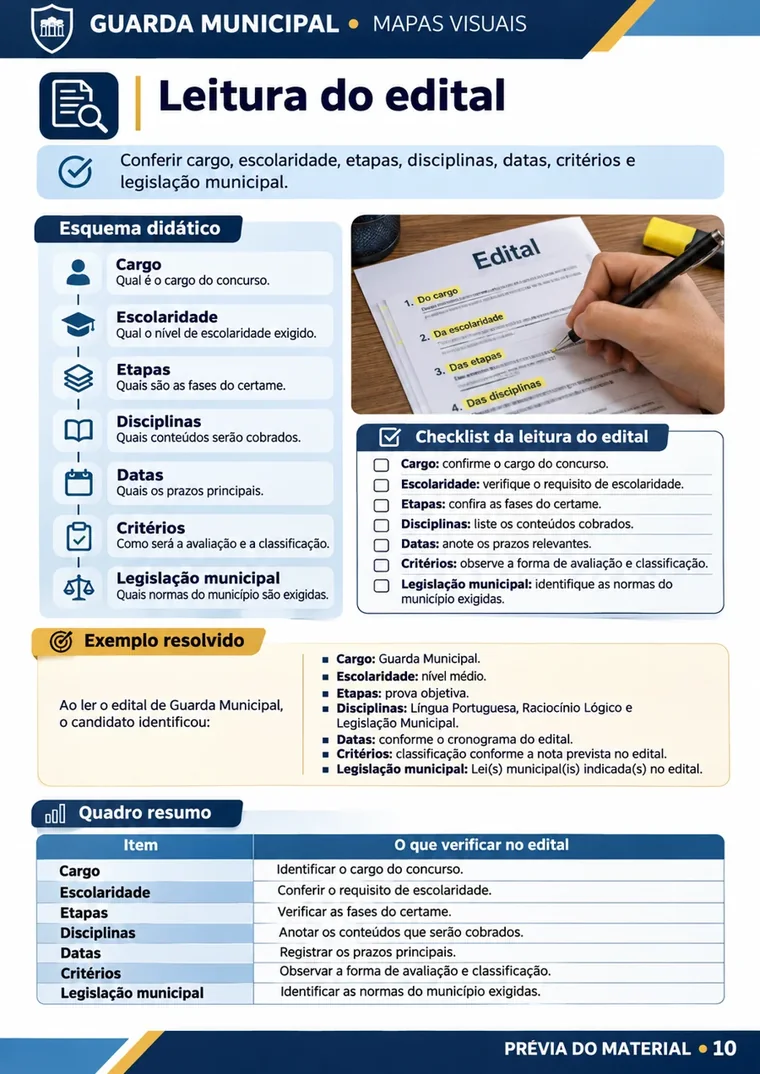 GUARDA MUNICIPAL • MAPAS VISUAIS
Leitura do edital
Conferir cargo, escolaridade, etapas, disciplinas, datas, critérios e
legislação municipal.
Esquema didático
Cargo
Qual é o cargo do concurso.
Escolaridade
Qual o nível de escolaridade exigido.
Etapas
Quais são as fases do certame.
Disciplinas
Quais conteúdos serão cobrados.
Datas
Quais os prazos principais.
Critérios
Como será a avaliação e a classificação.
Legislação municipal
Quais normas do município são exigidas.
Edital
1. Do cargo
2. Da escolaridade
3. Das etapas
4. Das disciplinas
Checklist da leitura do edital
Cargo: confirme o cargo do concurso.
Escolaridade: verifique o requisito de escolaridade.
Etapas: confira as fases do certame.
Disciplinas: liste os conteúdos cobrados.
Datas: anote os prazos relevantes.
Critérios: observe a forma de avaliação e classificação.
Legislação municipal: identifique as normas do
município exigidas.
Exemplo resolvido
Ao ler o edital de Guarda Municipal,
o candidato identificou:
▪ Cargo: Guarda Municipal.
▪ Escolaridade: nível médio.
▪ Etapas: prova objetiva.
▪ Disciplinas: Língua Portuguesa, Raciocínio Lógico e
Legislação Municipal.
▪ Datas: conforme o cronograma do edital.
▪ Critérios: classificação conforme a nota prevista no edital.
▪ Legislação municipal: Lei(s) municipal(is) indicada(s) no edital.
Quadro resumo
Item O que verificar no edital
Cargo Identificar o cargo do concurso.
Escolaridade Conferir o requisito de escolaridade.
Etapas Verificar as fases do certame.
Disciplinas Anotar os conteúdos que serão cobrados.
Datas Registrar os prazos principais.
Critérios Observar a forma de avaliação e classificação.
Legislação municipal Identificar as normas do município exigidas.
PRÉVIA DO MATERIAL • 10